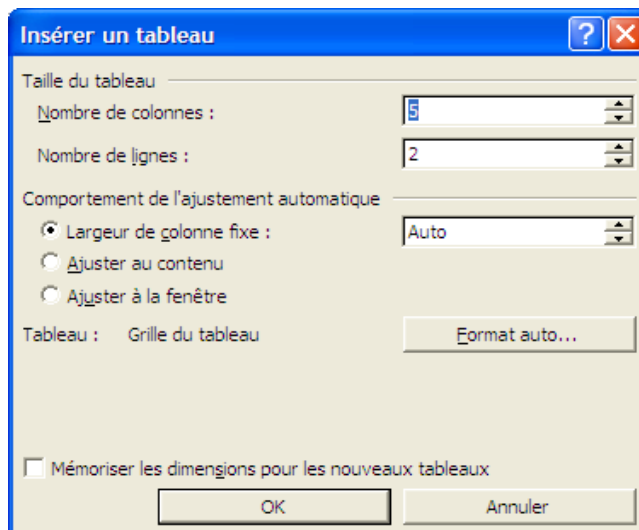 Insérer un tableau
Taille du tableau
Nombre de colonnes : 5
Nombre de lignes : 2
Comportement de l'ajustement automatique
Largeur de colonne fixe : Auto
Ajuster au contenu
Ajuster à la fenêtre
Tableau : Grille du tableau Format auto...
Mémoriser les dimensions pour les nouveaux tableaux
OK Annuler